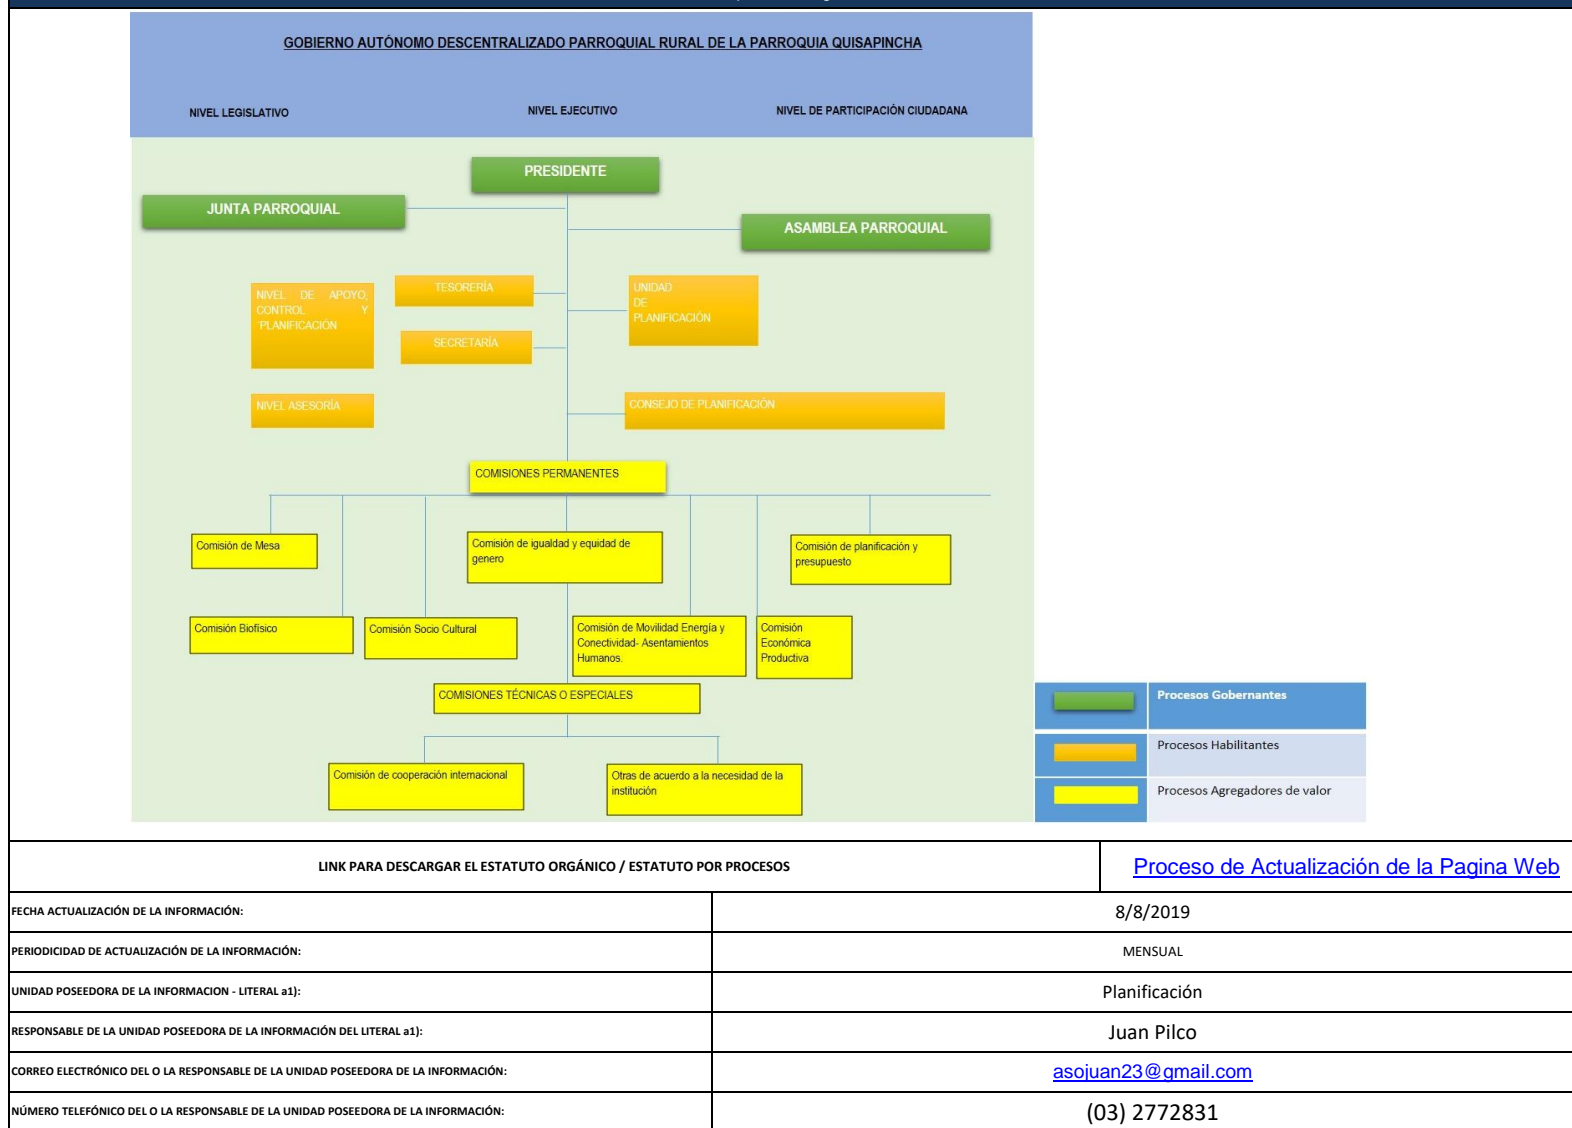 GOBIERNO AUTÓNOMO DESCENTRALIZADO PARROQUIAL RURAL DE LA PARROQUIA QUISAPINCHA
NIVEL LEGISLATIVO
NIVEL EJECUTIVO
NIVEL DE PARTICIPACIÓN CIUDADANA
PRESIDENTE
JUNTA PARROQUIAL
ASAMBLEA PARROQUIAL
NIVEL DE APOYO,
CONTROL Y
PLANIFICACIÓN
TESORERÍA
UNIDAD
DE
PLANIFICACIÓN
SECRETARÍA
NIVEL ASESORÍA
CONSEJO DE PLANIFICACIÓN
COMISIONES PERMANENTES
Comisión de Mesa
Comisión de igualdad y equidad de
genero
Comisión de planificación y
presupuesto
Comisión Biofísico
Comisión Socio Cultural
Comisión de Movilidad Energía y
Conectividad- Asentamientos
Humanos.
Comisión
Económica
Productiva
COMISIONES TÉCNICAS O ESPECIALES
Comisión de cooperación internacional
Otras de acuerdo a la necesidad de la
institución
Procesos Gobernantes
Procesos Habilitantes
Procesos Agregadores de valor
LINK PARA DESCARGAR EL ESTATUTO ORGÁNICO / ESTATUTO POR PROCESOS
Proceso de Actualización de la Pagina Web
FECHA ACTUALIZACIÓN DE LA INFORMACIÓN:
8/8/2019
PERIODICIDAD DE ACTUALIZACIÓN DE LA INFORMACIÓN:
MENSUAL
UNIDAD POSEEDORA DE LA INFORMACION - LITERAL a1):
Planificación
RESPONSABLE DE LA UNIDAD POSEEDORA DE LA INFORMACIÓN DEL LITERAL a1):
Juan Pilco
CORREO ELECTRÓNICO DEL O LA RESPONSABLE DE LA UNIDAD POSEEDORA DE LA INFORMACIÓN:
asojuan23@gmail.com
NÚMERO TELEFÓNICO DEL O LA RESPONSABLE DE LA UNIDAD POSEEDORA DE LA INFORMACIÓN:
(03) 2772831